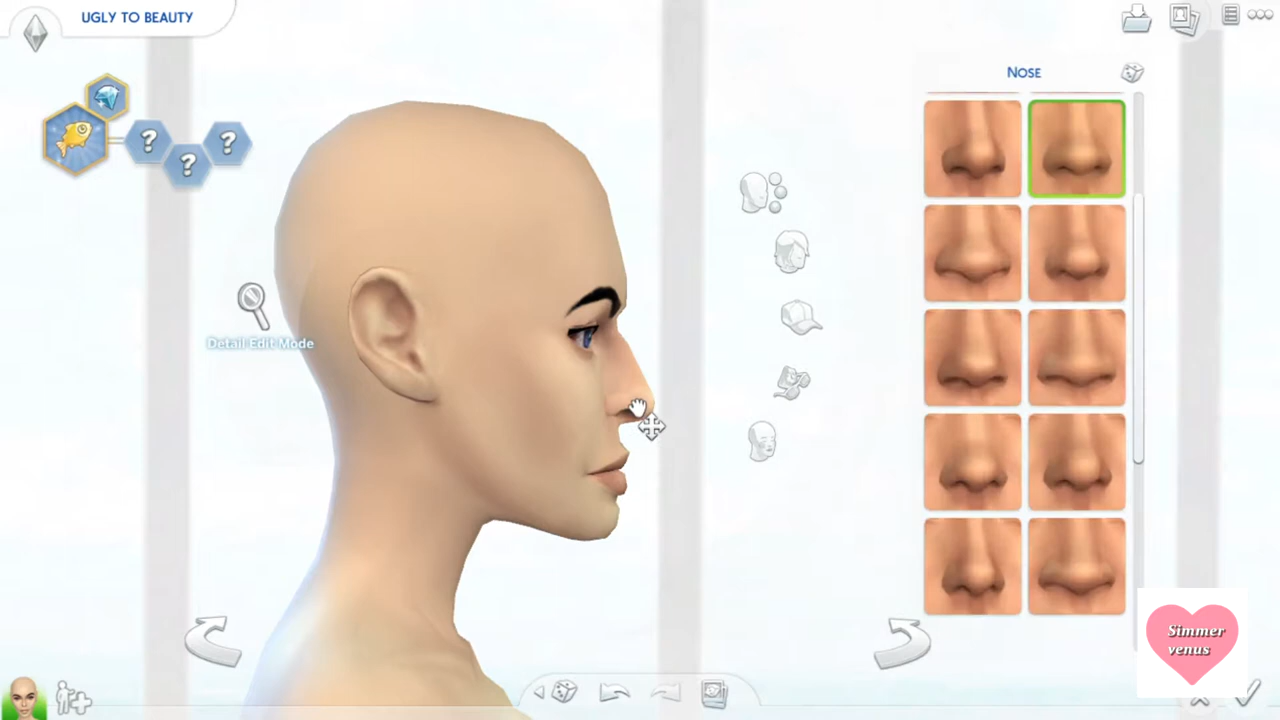 UGLY TO BEAUTY
NOSE
?
?
?
Detail Edit Mode
Simmer
venus